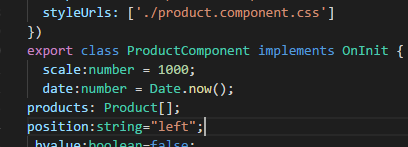 styleUrls: ['./product.component.css']
})
export class ProductComponent implements OnInit {
scale:number = 1000;
date:number = Date.now();
products: Product[];
position:string="left";
byalue:boolean=false;